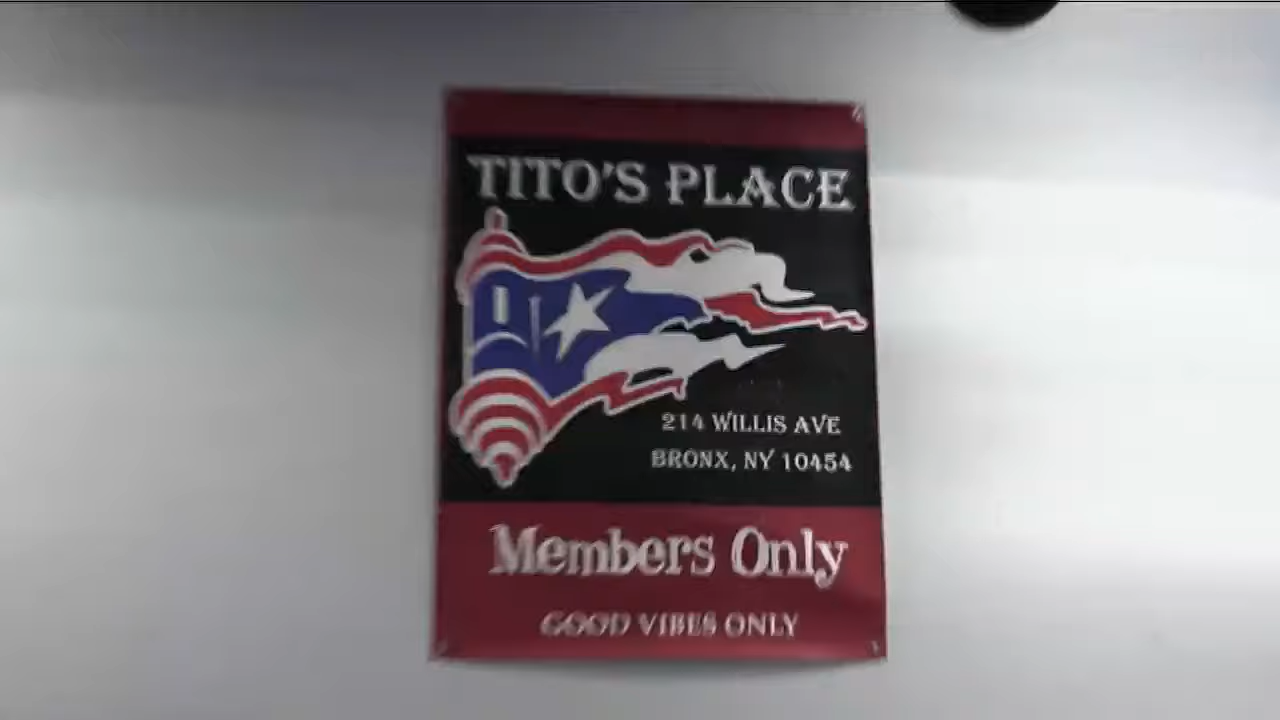 TITO'S PLACE
214 WILLIS AVE
BRONX, NY 10454
Members Only
GOOD VIBES ONLY